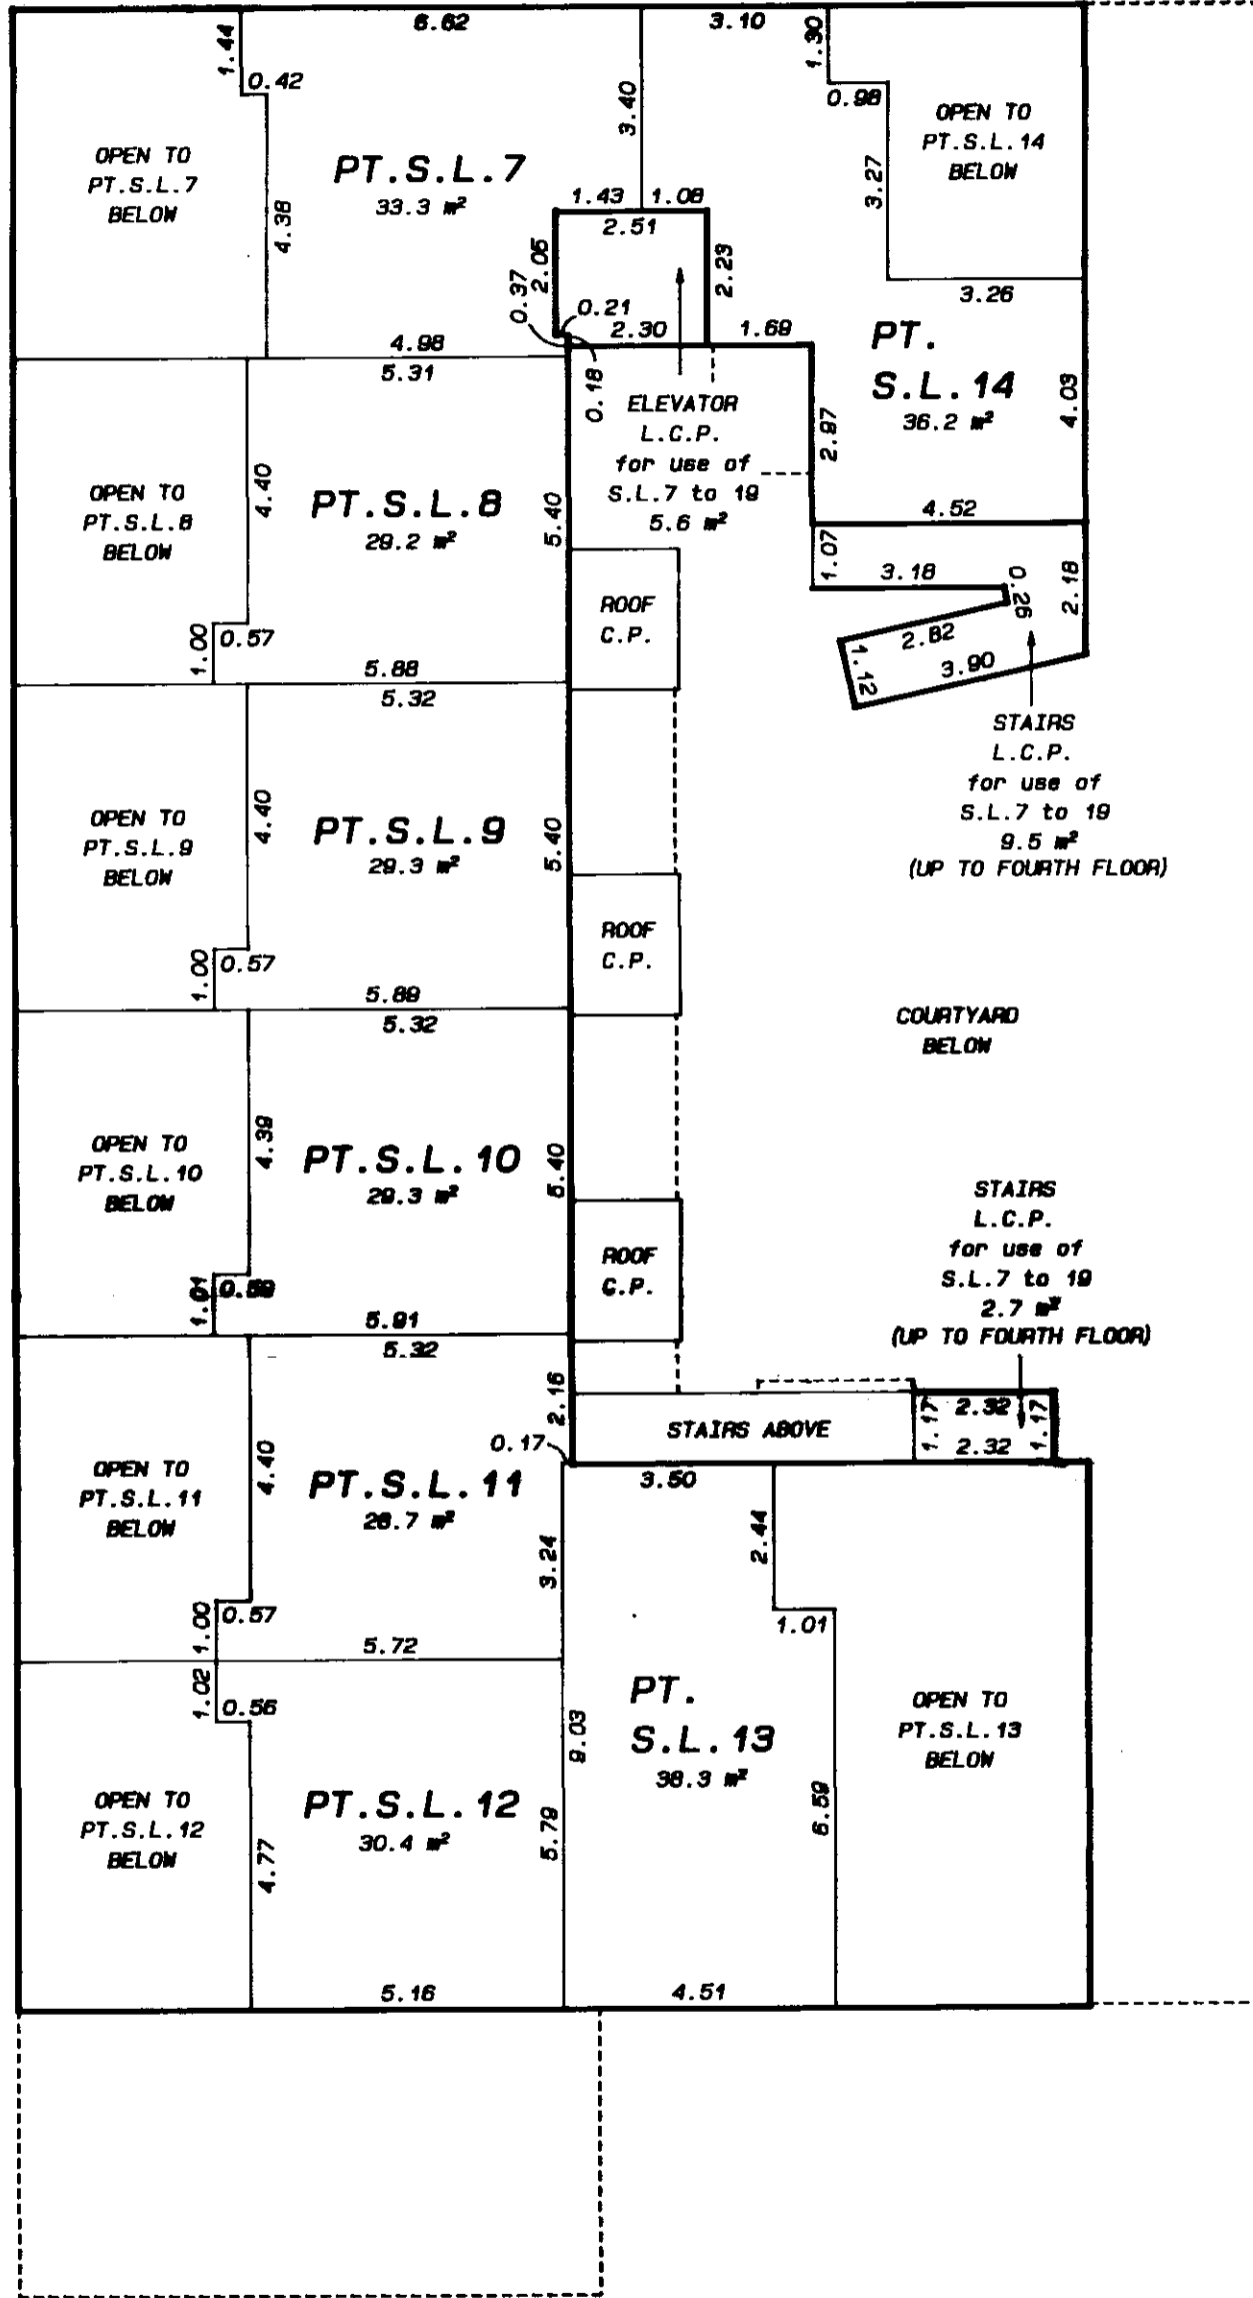 6.62
3.10
1.44
0.42
1.30
0.98
3.40
OPEN TO
PT.S.L.7
BELOW
PT.S.L.7
33.3 m²
4.38
OPEN TO
PT.S.L.14
BELOW
3.27
1.43
1.08
2.51
2.05
2.23
0.37
0.21
2.30
1.69
3.26
4.98
5.31
0.18
PT.
S.L.14
36.2 m²
4.03
2.97
ELEVATOR
L.C.P.
for use of
S.L.7 to 19
5.6 m²
OPEN TO
PT.S.L.8
BELOW
4.40
PT.S.L.8
29.2 m²
5.40
4.52
1.07
3.18
0.26
2.18
ROOF
C.P.
2.82
1.12
3.90
1.00
0.57
5.88
5.32
STAIRS
L.C.P.
for use of
S.L.7 to 19
9.5 m²
(UP TO FOURTH FLOOR)
OPEN TO
PT.S.L.9
BELOW
4.40
PT.S.L.9
29.3 m²
5.40
ROOF
C.P.
1.00
0.57
5.89
5.32
COURTYARD
BELOW
OPEN TO
PT.S.L.10
BELOW
4.39
PT.S.L.10
29.3 m²
5.40
STAIRS
L.C.P.
for use of
S.L.7 to 19
2.7 m²
(UP TO FOURTH FLOOR)
ROOF
C.P.
1.01
5.91
5.32
2.16
STAIRS ABOVE
1.17
2.32
2.32
1.17
0.17
3.50
OPEN TO
PT.S.L.11
BELOW
4.40
PT.S.L.11
28.7 m²
3.24
2.44
1.00
0.57
1.01
5.72
1.02
0.56
9.03
PT.
S.L.13
38.3 m²
OPEN TO
PT.S.L.13
BELOW
6.59
OPEN TO
PT.S.L.12
BELOW
4.77
PT.S.L.12
30.4 m²
5.79
5.16
4.51